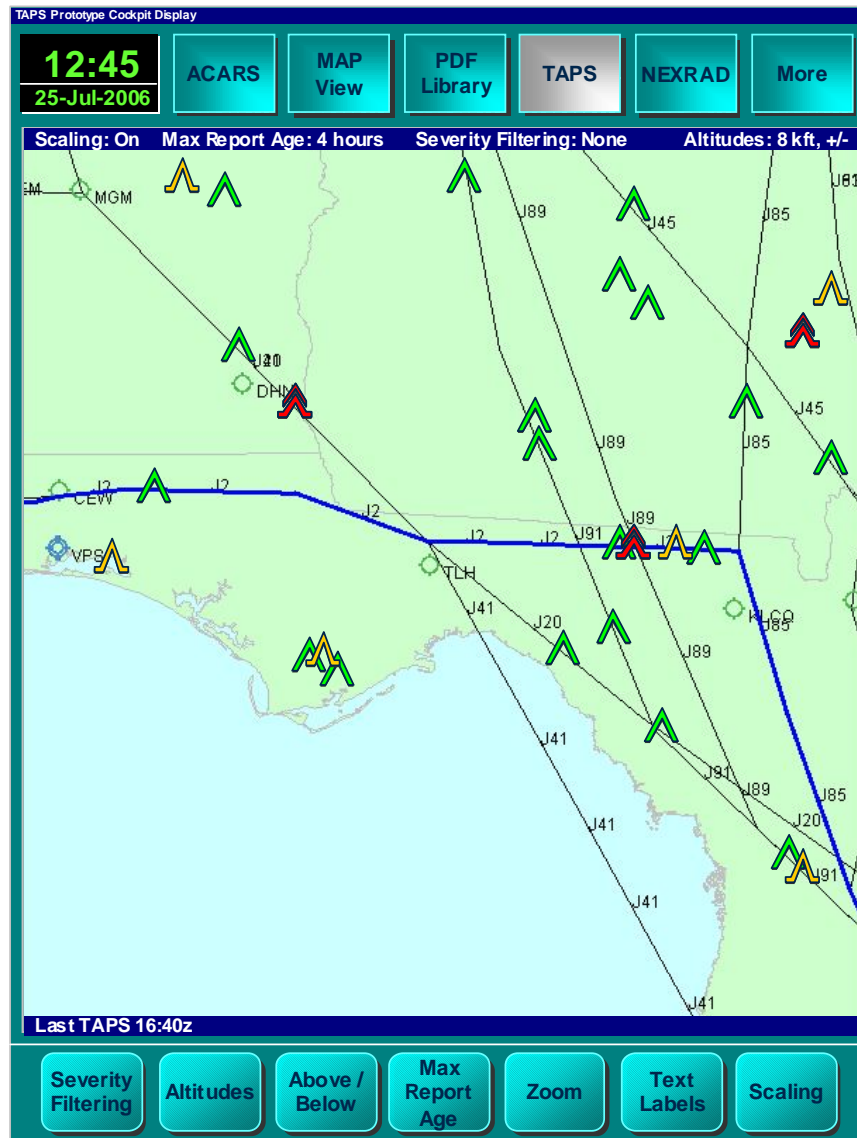 TAPS Prototype Cockpit Display
12:45
25-Jul-2006
ACARS
MAP
View
PDF
Library
TAPS
NEXRAD
More
Scaling: On Max Report Age: 4 hours Severity Filtering: None Altitudes: 8 kft, +/-
MGM
J89
J45
J85
DHN
J89
J85
J45
CEW
J2
J2
J2
J2
J2
J91
J89
VPS
TLH
J41
J20
J89
J85
J41
J91
J89
J85
J41
J20
J91
J41
J41
Last TAPS 16:40z
Severity
Filtering
Altitudes
Above /
Below
Max
Report
Age
Zoom
Text
Labels
Scaling